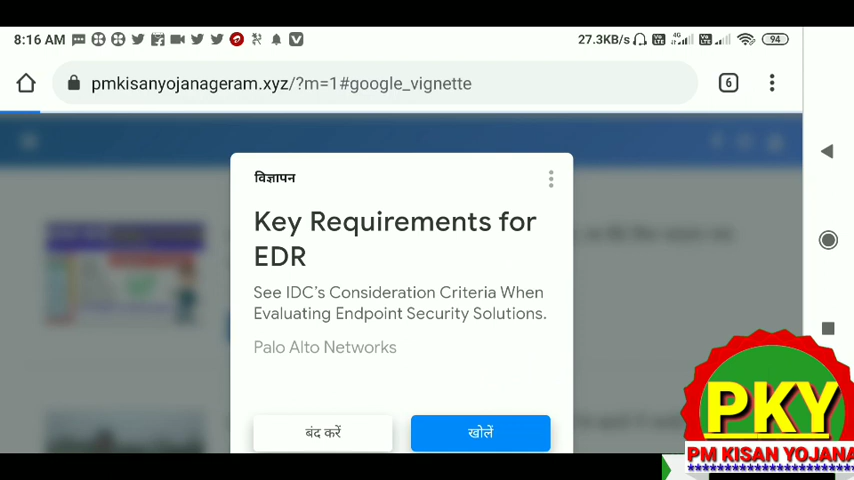 8:16 AM
27.3KB/s
94
pmkisanyojanageram.xyz/?m=1#google_vignette
6
विज्ञापन
Key Requirements for
EDR
See IDC's Consideration Criteria When
Evaluating Endpoint Security Solutions.
Palo Alto Networks
बंद करें
खोलें
PKY
PM KISAN YOJANA